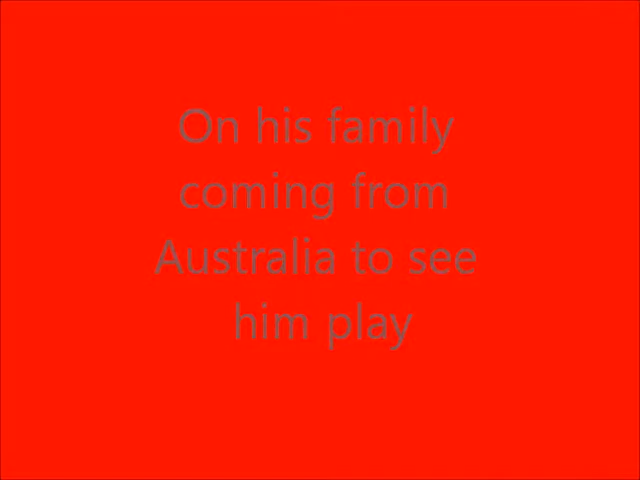 On his family
coming from
Australia to see
him play